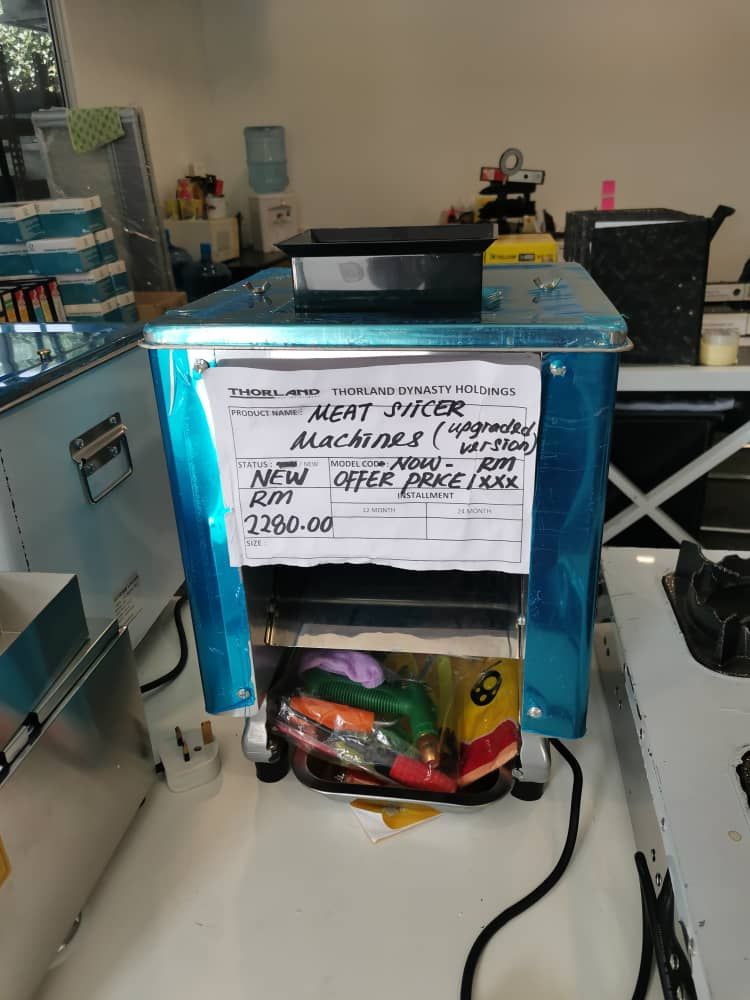 THORLAND THORLAND DYNASTY HOLDINGS
PRODUCT NAME: MEAT SlICER
Machines (upgraded version)
STATUS: / NEW
NEW
RM
2280.00
MODEL CODE: NOW - RM
OFFER PRICE 1XXX
INSTALLMENT
12 MONTH 24 MONTH
SIZE